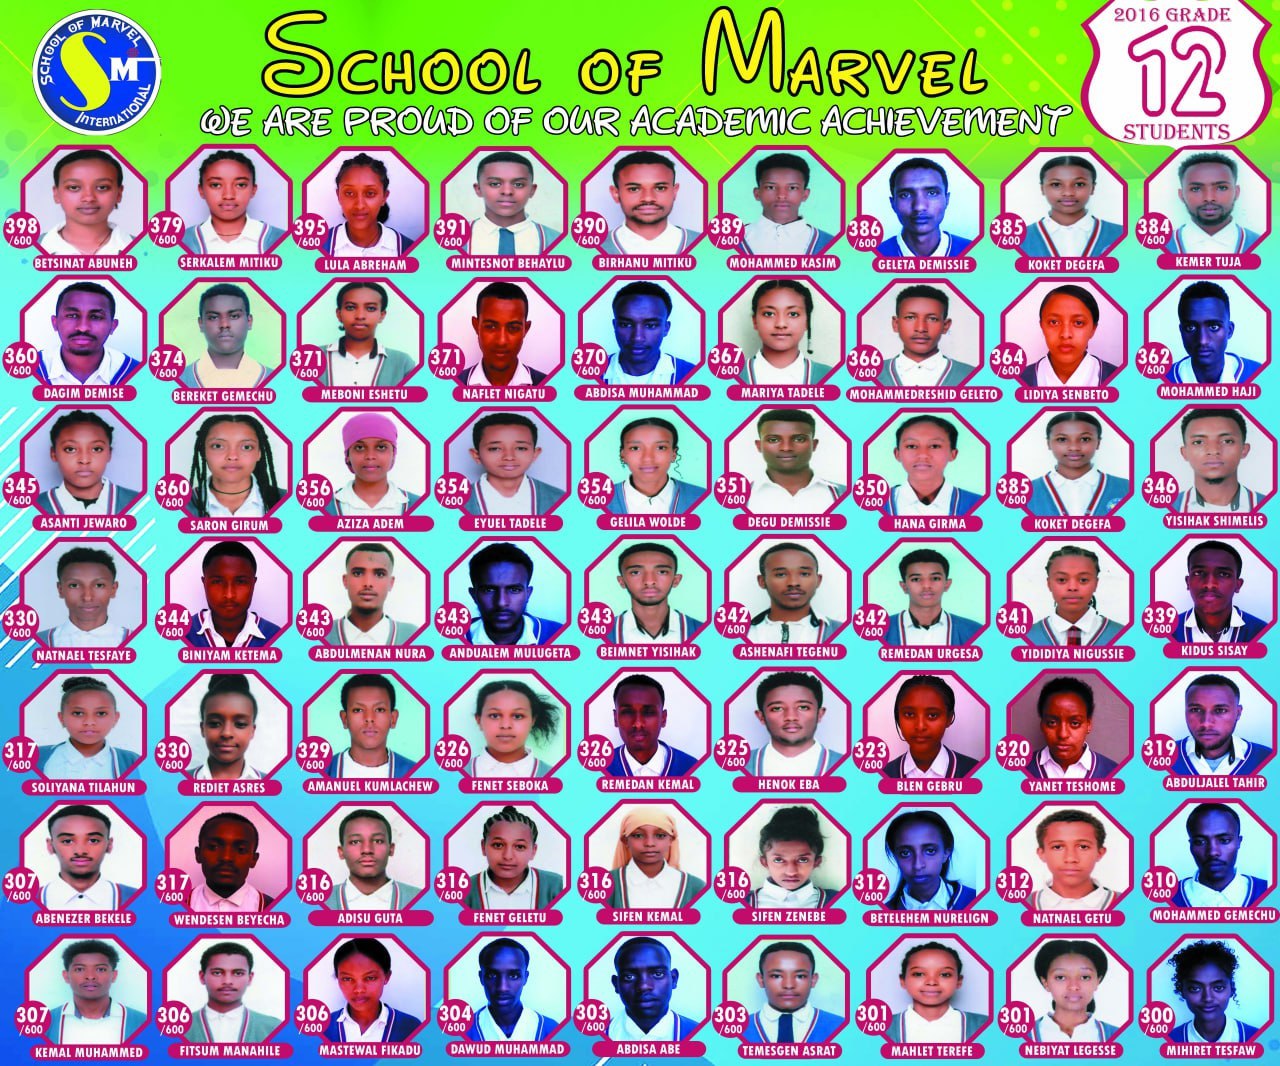 SCHOOL OF MARVEL
INTERNATIONAL
SM
SCHOOL OF MARVEL
WE ARE PROUD OF OUR ACADEMIC ACHIEVEMENT
2016 GRADE
12
STUDENTS
398/600 BETSINAT ABUNEH
379/600 SERKALEM MITIKU
395/600 LULA ABREHAM
391/600 MINTESNOT BEHAYLU
390/600 BIRHANU MITIKU
389/600 MOHAMMED KASIM
386/600 GELETA DEMISSIE
385/600 KOKET DEGEFA
384/600 KEMER TUJA
360/600 DAGIM DEMISE
374/600 BEREKET GEMECHU
371/600 MEBONI ESHETU
371/600 NAFLET NIGATU
370/600 ABDISA MUHAMMAD
367/600 MARIYA TADELE
366/600 MOHAMMEDRESHID GELETO
364/600 LIDIYA SENBETO
362/600 MOHAMMED HAJI
345/600 ASANTI JEWARO
360/600 SARON GIRUM
356/600 AZIZA ADEM
354/600 EYUEL TADELE
354/600 GELILA WOLDE
351/600 DEGU DEMISSIE
350/600 HANA GIRMA
385/600 KOKET DEGEFA
346/600 YISIHAK SHIMELIS
330/600 NATNAEL TESFAYE
344/600 BINIYAM KETEMA
343/600 ABDULMENAN NURA
343/600 ANDUALEM MULUGETA
343/600 BEIMNET YISIHAK
342/600 ASHENAFI TEGENU
342/600 REMEDAN URGESA
341/600 YIDIDIYA NIGUSSIE
339/600 KIDUS SISAY
317/600 SOLIYANA TILAHUN
330/600 REDIET ASRES
329/600 AMANUEL KUMLACHEW
326/600 FENET SEBOKA
326/600 REMEDAN KEMAL
325/600 HENOK EBA
323/600 BLEN GEBRU
320/600 YANET TESHOME
319/600 ABDULJALEL TAHIR
307/600 ABENEZER BEKELE
317/600 WENDESEN BEYECHA
316/600 ADISU GUTA
316/600 FENET GELETU
316/600 SIFEN KEMAL
316/600 SIFEN ZENEBE
312/600 BETELEHEM NURELIGN
312/600 NATNAEL GETU
310/600 MOHAMMED GEMECHU
307/600 KEMAL MUHAMMED
306/600 FITSUM MANAHILE
306/600 MASTEWAL FIKADU
304/600 DAWUD MUHAMMAD
303/600 ABDISA ABE
303/600 TEMESGEN ASRAT
301/600 MAHLET TEREFE
301/600 NEBIYAT LEGESSE
300/600 MIHIRET TESFAW